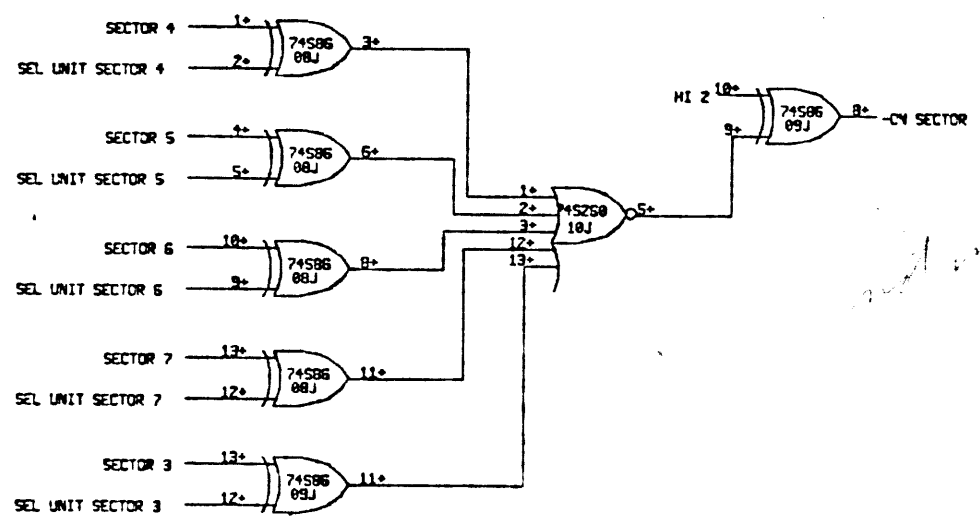 SECTOR 4 1+
74S86 3+
SEL UNIT SECTOR 4 2+ 08J
HI 2 10+
74S86 8+ -CY SECTOR
9+ 09J
SECTOR 5 4+
74S86 6+
SEL UNIT SECTOR 5 5+ 08J
1+
2+ 74S260 5+
3+ 10J
12+
13+
SECTOR 6 10+
74S86 8+
SEL UNIT SECTOR 6 9+ 08J
SECTOR 7 13+
74S86 11+
SEL UNIT SECTOR 7 12+ 08J
SECTOR 3 13+
74S86 11+
SEL UNIT SECTOR 3 12+ 09J